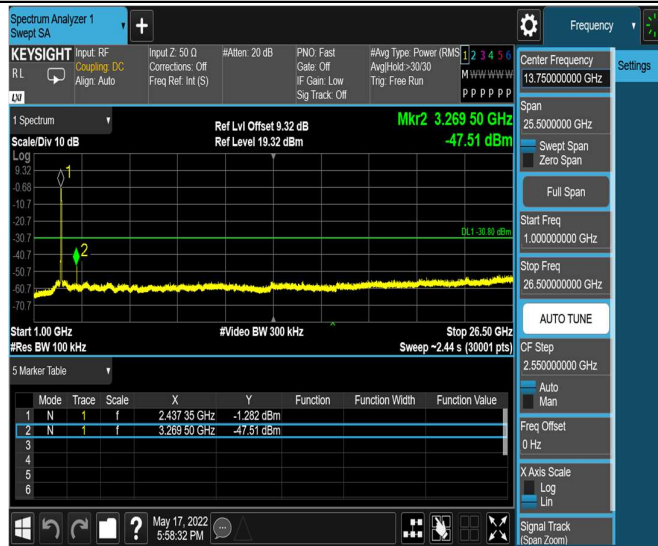 Spectrum Analyzer 1
Swept SA
+
Frequency
KEYSIGHT
RL
LXI
Input: RF
Coupling: DC
Align: Auto
Input Z: 50 Ω
Corrections: Off
Freq Ref: Int (S)
#Atten: 20 dB
PNO: Fast
Gate: Off
IF Gain: Low
Sig Track: Off
#Avg Type: Power (RMS
Avg|Hold:>30/30
Trig: Free Run
1 2 3 4 5 6
M W W W W W
P P P P P P
1 Spectrum
Scale/Div 10 dB
Ref Lvl Offset 9.32 dB
Ref Level 19.32 dBm
Mkr2 3.269 50 GHz
-47.51 dBm
Log
9.32
-0.68
-10.7
-20.7
-30.7
-40.7
-50.7
-60.7
-70.7
1
2
DL1 -30.80 dBm
Start 1.00 GHz
#Res BW 100 kHz
#Video BW 300 kHz
Stop 26.50 GHz
Sweep ~2.44 s (30001 pts)
5 Marker Table
Mode Trace Scale X Y Function Function Width Function Value
1 N 1 f 2.437 35 GHz -1.282 dBm
2 N 1 f 3.269 50 GHz -47.51 dBm
3
4
5
6
May 17, 2022
5:58:32 PM
Center Frequency
13.750000000 GHz
Settings
Span
25.5000000 GHz
Swept Span
Zero Span
Full Span
Start Freq
1.000000000 GHz
Stop Freq
26.500000000 GHz
AUTO TUNE
CF Step
2.550000000 GHz
Auto
Man
Freq Offset
0 Hz
X Axis Scale
Log
Lin
Signal Track
(Span Zoom)